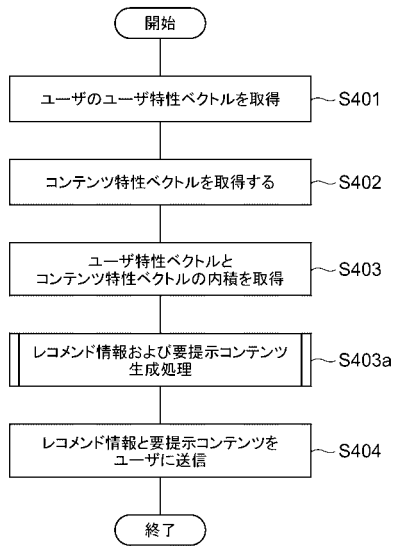 開始
ユーザのユーザ特性ベクトルを取得
S401
コンテンツ特性ベクトルを取得する
S402
ユーザ特性ベクトルと
コンテンツ特性ベクトルの内積を取得
S403
レコメンド情報および要提示コンテンツ
生成処理
S403a
レコメンド情報と要提示コンテンツを
ユーザに送信
S404
終了